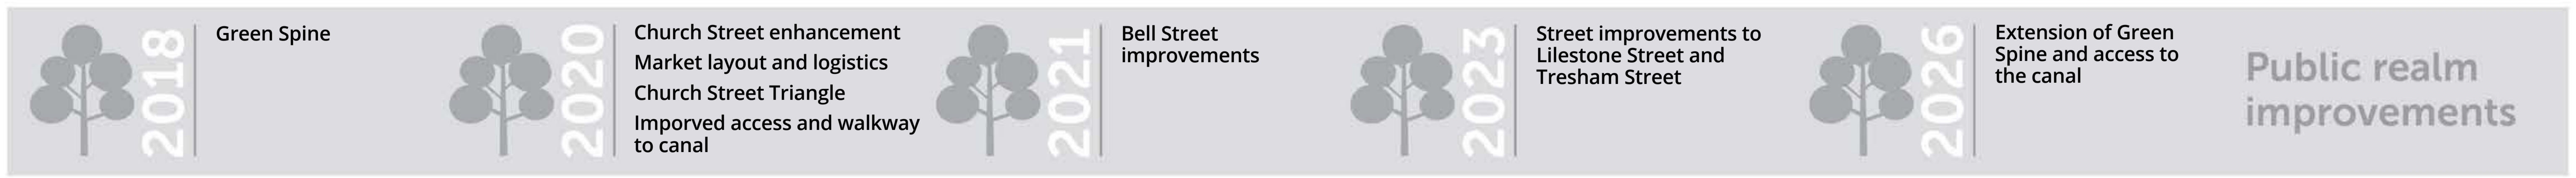 2018
Green Spine
2020
Church Street enhancement
Market layout and logistics
Church Street Triangle
Imporved access and walkway
to canal
2021
Bell Street
improvements
2023
Street improvements to
Lilestone Street and
Tresham Street
2026
Extension of Green
Spine and access to
the canal
Public realm
improvements